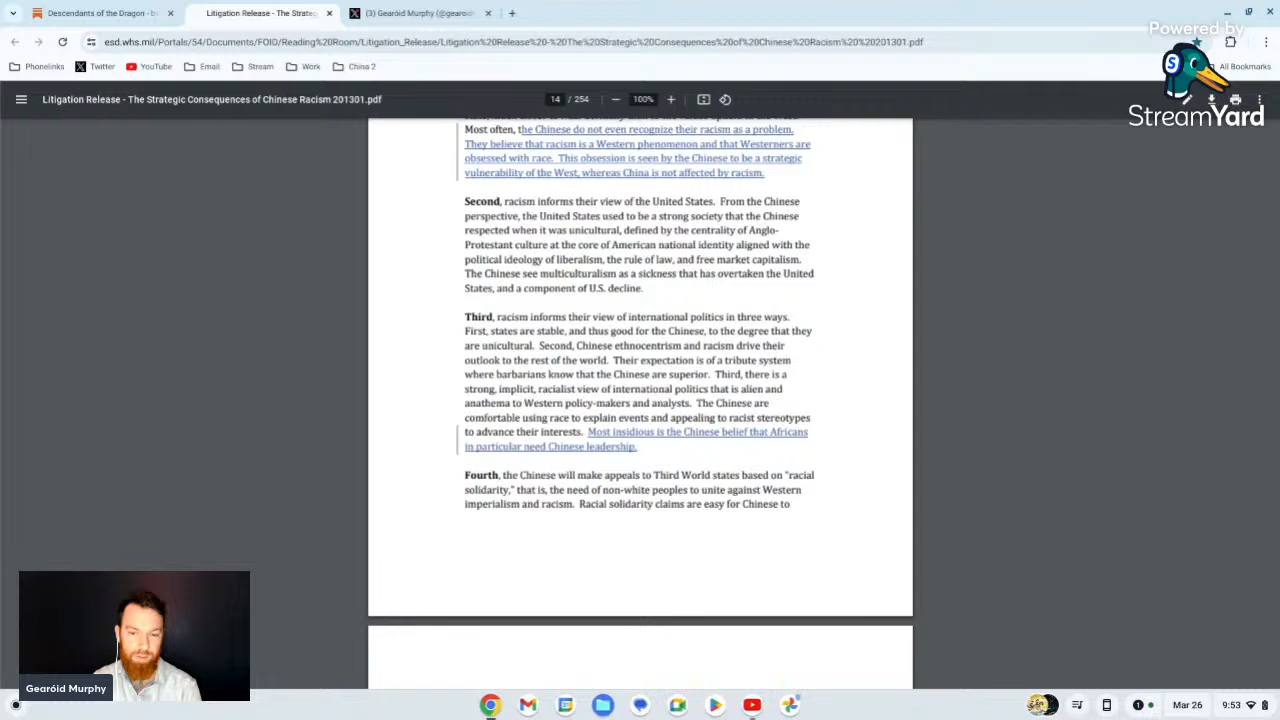 Descendants of the Dragon - b
Litigation Release - The Strateg
(3) Gearóid Murphy (@gearoid
Powered by
esd.whs.mil/Portals/54/Documents/FOID/Reading%20Room/Litigation_Release/Litigation%20Release%20-%20The%20Strategic%20Consequences%20of%20Chinese%20Racism%20%20201301.pdf
Phonelinks
Twitter
YouTube
Email
Stream
Work
China 2
All Bookmarks
Litigation Release - The Strategic Consequences of Chinese Racism 201301.pdf
14 / 254
100%
StreamYard
Most often, the Chinese do not even recognize their racism as a problem.
They believe that racism is a Western phenomenon and that Westerners are
obsessed with race. This obsession is seen by the Chinese to be a strategic
vulnerability of the West, whereas China is not affected by racism.
Second, racism informs their view of the United States. From the Chinese
perspective, the United States used to be a strong society that the Chinese
respected when it was unicultural, defined by the centrality of Anglo-
Protestant culture at the core of American national identity aligned with the
political ideology of liberalism, the rule of law, and free market capitalism.
The Chinese see multiculturalism as a sickness that has overtaken the United
States, and a component of U.S. decline.
Third, racism informs their view of international politics in three ways.
First, states are stable, and thus good for the Chinese, to the degree that they
are unicultural. Second, Chinese ethnocentrism and racism drive their
outlook to the rest of the world. Their expectation is of a tribute system
where barbarians know that the Chinese are superior. Third, there is a
strong, implicit, racialist view of international politics that is alien and
anathema to Western policy-makers and analysts. The Chinese are
comfortable using race to explain events and appealing to racist stereotypes
to advance their interests. Most insidious is the Chinese belief that Africans
in particular need Chinese leadership.
Fourth, the Chinese will make appeals to Third World states based on "racial
solidarity," that is, the need of non-white peoples to unite against Western
imperialism and racism. Racial solidarity claims are easy for Chinese to
Gearóid Murphy
Mar 26
9:53